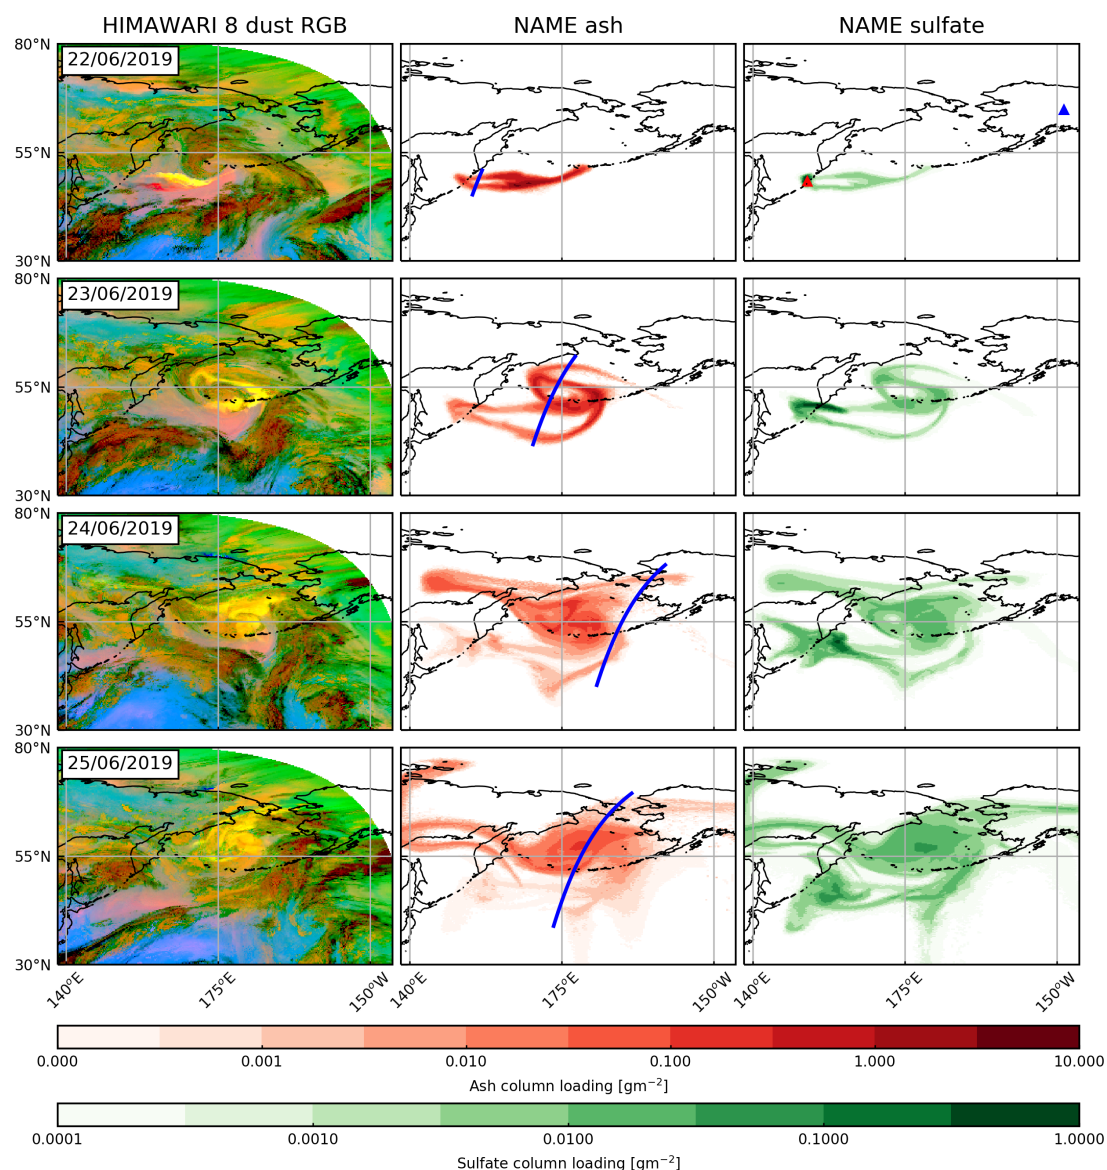 HIMAWARI 8 dust RGB NAME ash NAME sulfate
80°N 22/06/2019
55°N
30°N
80°N 23/06/2019
55°N
30°N
80°N 24/06/2019
55°N
30°N
80°N 25/06/2019
55°N
30°N
140°E 175°E 150°W 140°E 175°E 140°E 175°E 150°W
0.000 0.001 0.010 0.100 1.000 10.000
Ash column loading [gm⁻²]
0.0001 0.0010 0.0100 0.1000 1.0000
Sulfate column loading [gm⁻²]